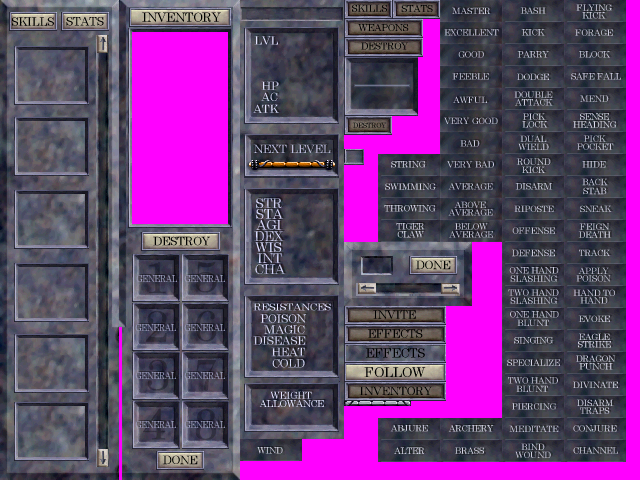 SKILLS STATS
INVENTORY
DESTROY
GENERAL GENERAL
GENERAL GENERAL
GENERAL GENERAL
GENERAL GENERAL
DONE
LVL
HP
AC
ATK
NEXT LEVEL
STR
STA
AGI
DEX
WIS
INT
CHA
RESISTANCES
POISON
MAGIC
DISEASE
HEAT
COLD
WEIGHT
ALLOWANCE
WIND
SKILLS STATS
WEAPONS
DESTROY
DESTROY
STRING
SWIMMING
THROWING
TIGER
CLAW
DONE
INVITE
EFFECTS
EFFECTS
FOLLOW
INVENTORY
ABJURE
ALTER
MASTER
EXCELLENT
GOOD
FEEBLE
AWFUL
VERY GOOD
BAD
VERY BAD
AVERAGE
ABOVE
AVERAGE
BELOW
AVERAGE
ARCHERY
BRASS
BASH
KICK
PARRY
DODGE
DOUBLE
ATTACK
PICK
LOCK
DUAL
WIELD
ROUND
KICK
DISARM
RIPOSTE
OFFENSE
DEFENSE
ONE HAND
SLASHING
TWO HAND
SLASHING
ONE HAND
BLUNT
SINGING
SPECIALIZE
TWO HAND
BLUNT
PIERCING
MEDITATE
BIND
WOUND
FLYING
KICK
FORAGE
BLOCK
SAFE FALL
MEND
SENSE
HEADING
PICK
POCKET
HIDE
BACK
STAB
SNEAK
FEIGN
DEATH
TRACK
APPLY
POISON
HAND TO
HAND
EVOKE
EAGLE
STRIKE
DRAGON
PUNCH
DIVINATE
DISARM
TRAPS
CONJURE
CHANNEL